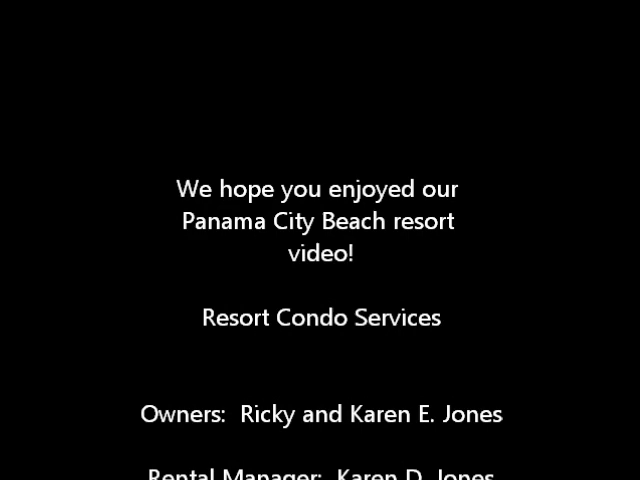 We hope you enjoyed our
Panama City Beach resort
video!
Resort Condo Services
Owners:  Ricky and Karen E. Jones
Rental Manager:  Karen D. Jones